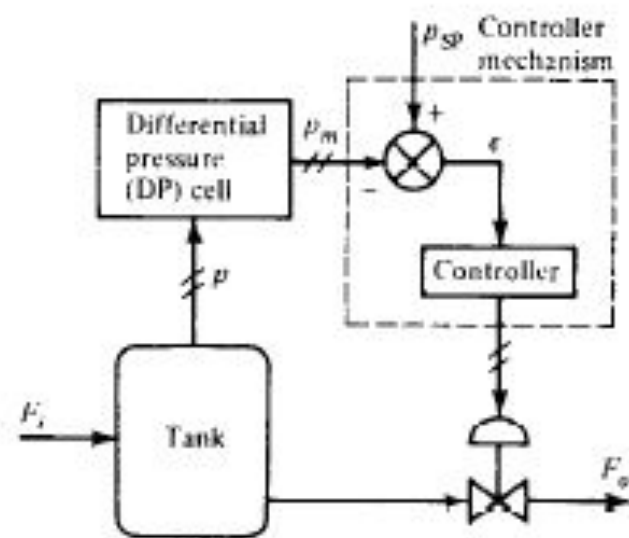 p_SP
Controller
mechanism
Differential
pressure
(DP) cell
p_m
+
ϵ
−
Controller
p
F_i
Tank
F_o